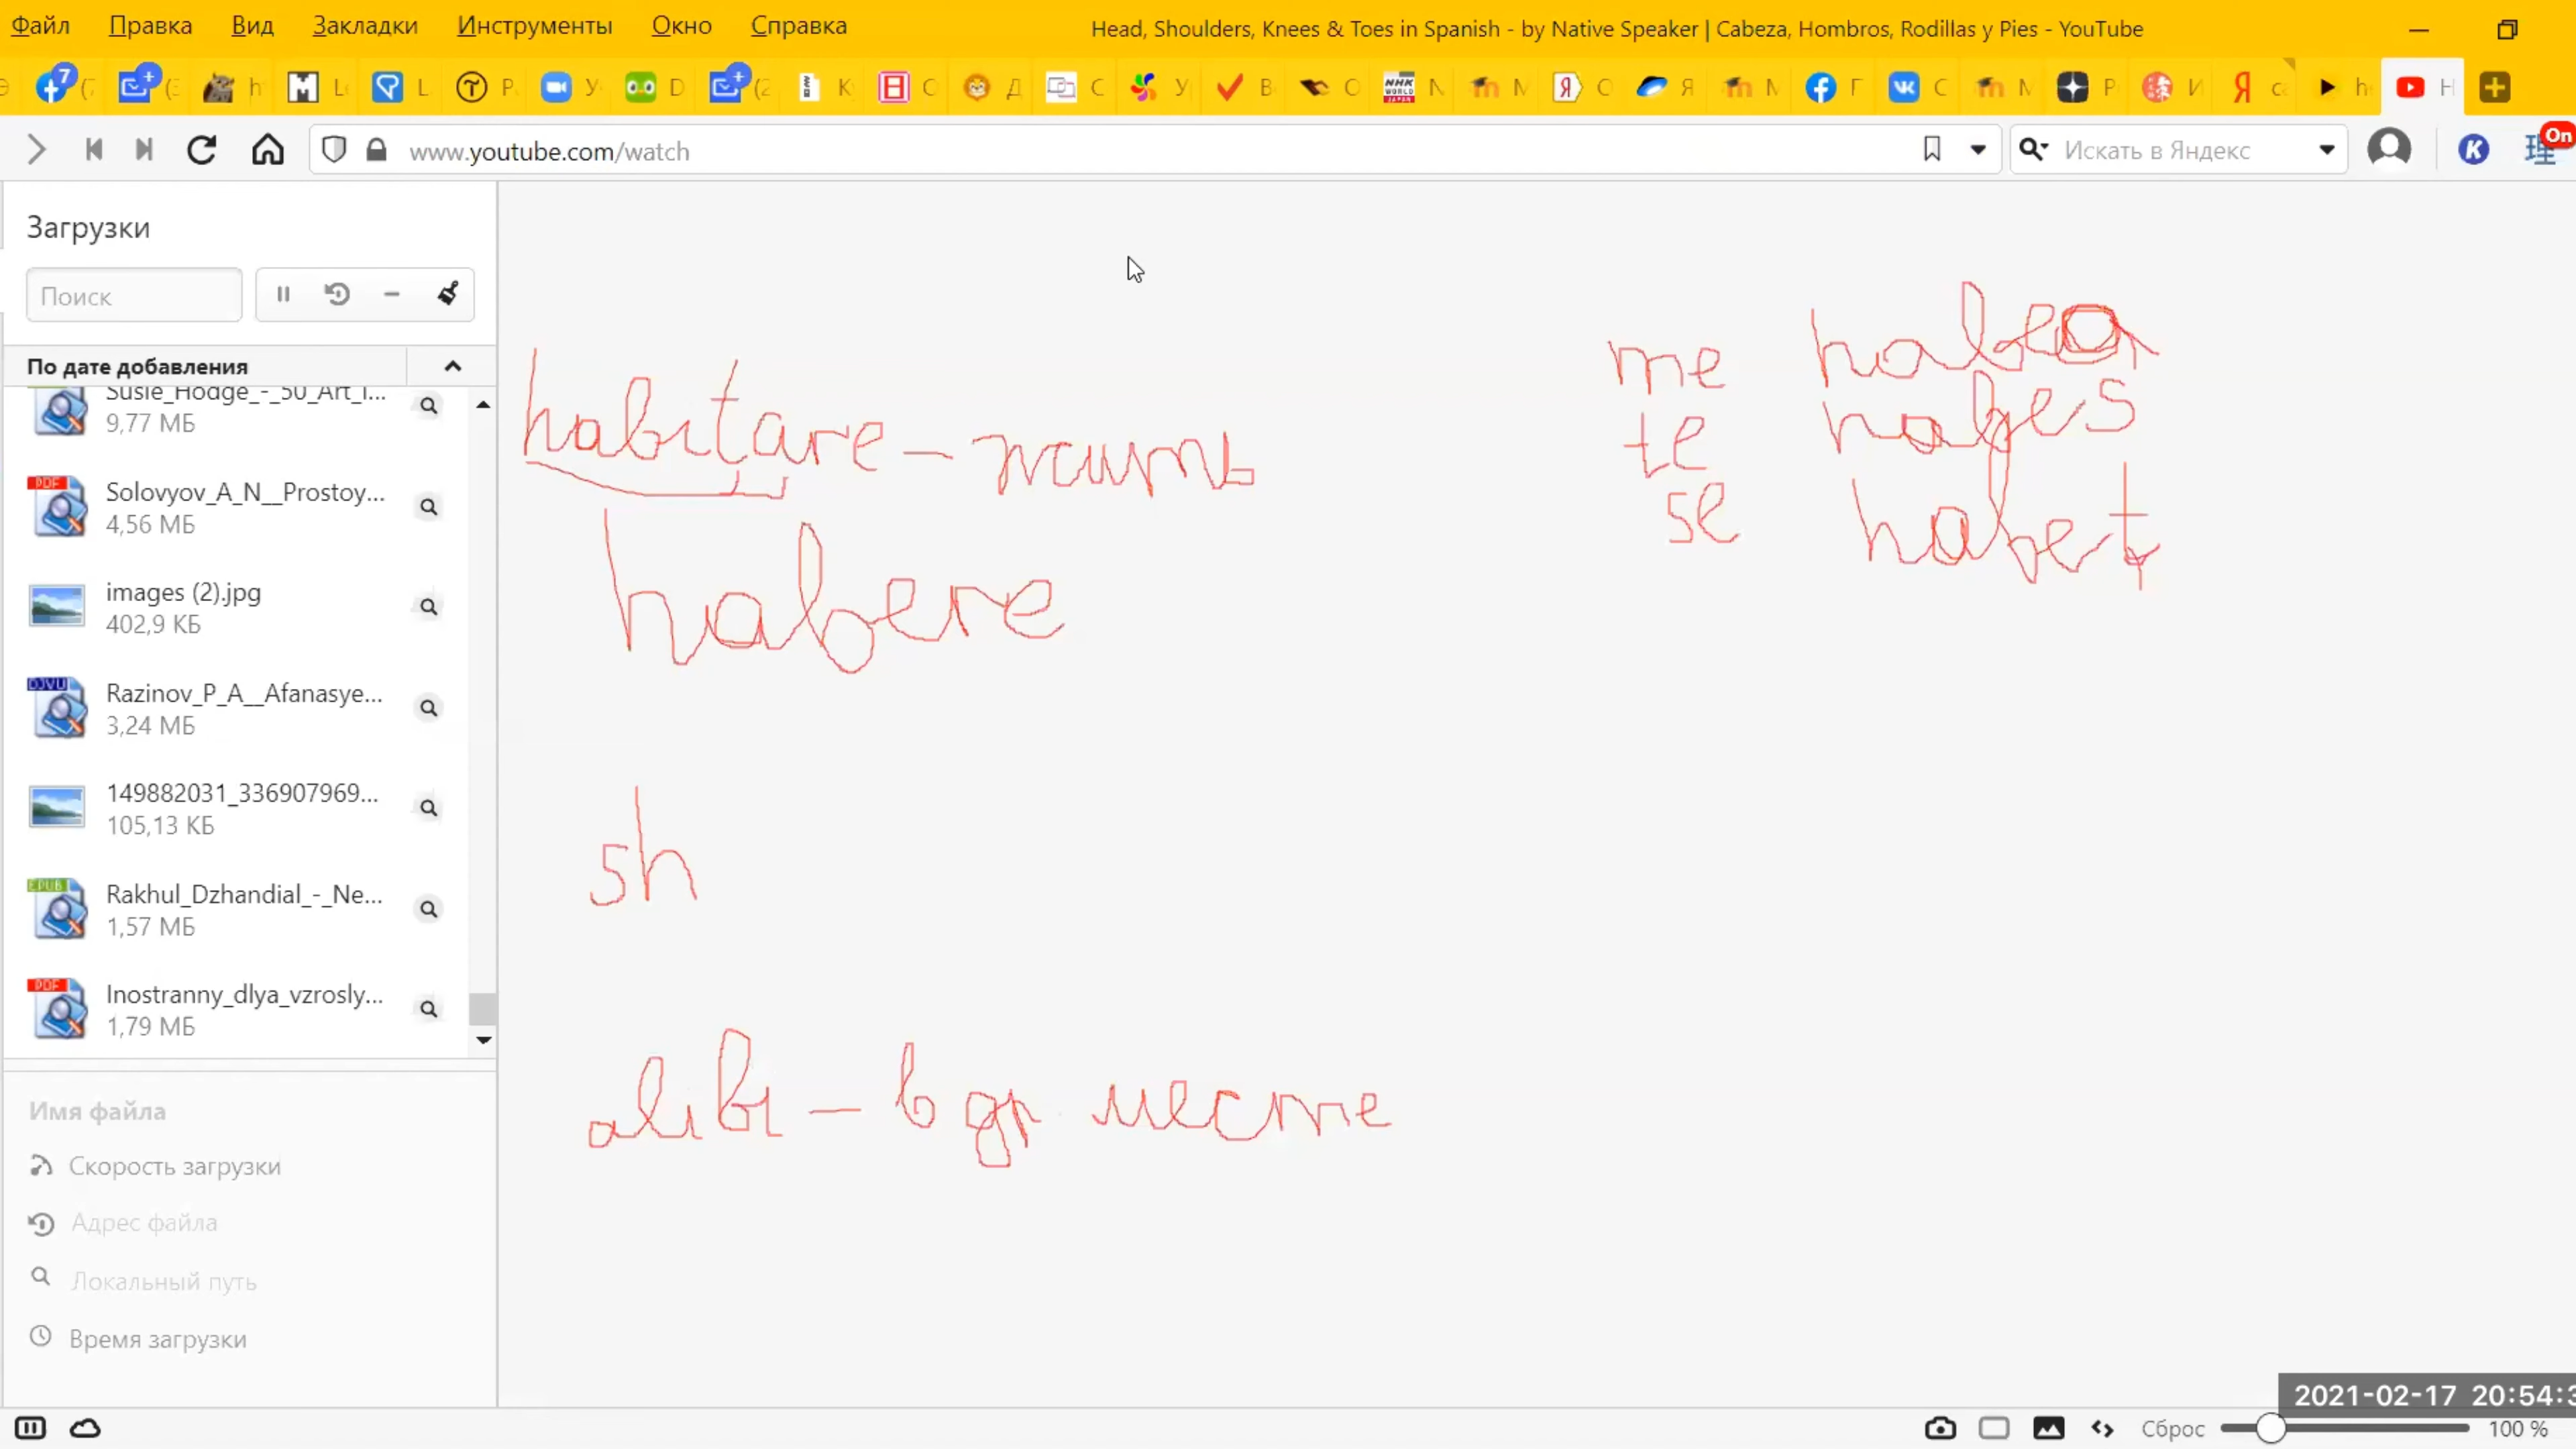 Файл Правка Вид Закладки Инструменты Окно Справка Head, Shoulders, Knees & Toes in Spanish - by Native Speaker | Cabeza, Hombros, Rodillas y Pies - YouTube
www.youtube.com/watch Искать в Яндекс On
Загрузки
Поиск
По дате добавления
Susie_Hodge_-_50_Art_I...
9,77 МБ
Solovyov_A_N__Prostoy...
4,56 МБ
images (2).jpg
402,9 КБ
Razinov_P_A__Afanasye...
3,24 МБ
149882031_336907969...
105,13 КБ
Rakhul_Dzhandial_-_Ne...
1,57 МБ
Inostranny_dlya_vzrosly...
1,79 МБ
Имя файла
Скорость загрузки
Адрес файла
Локальный путь
Время загрузки
habitare – жить
habere
sh
alibi – в др. месте
me habeo
te habes
se habet
2021-02-17 20:54:3
Сброс 100 %